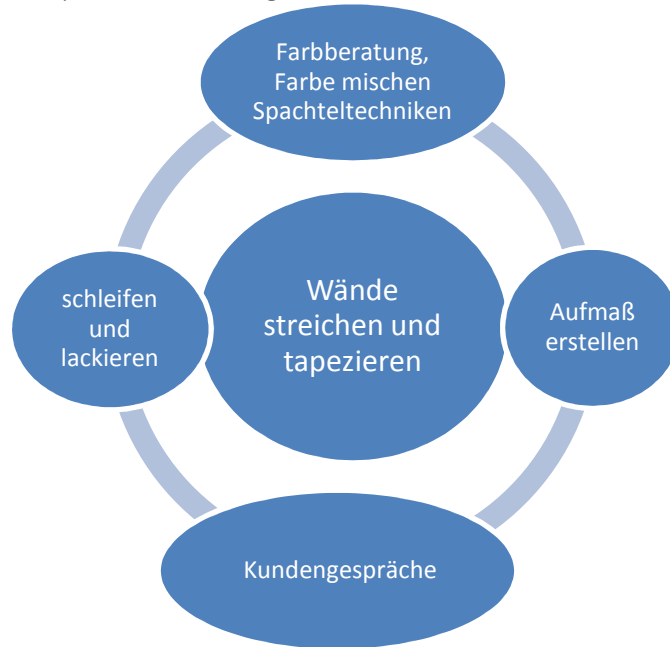 Farbberatung,
Farbe mischen
Spachteltechniken
schleifen
und
lackieren
Wände
streichen und
tapezieren
Aufmaß
erstellen
Kundengespräche